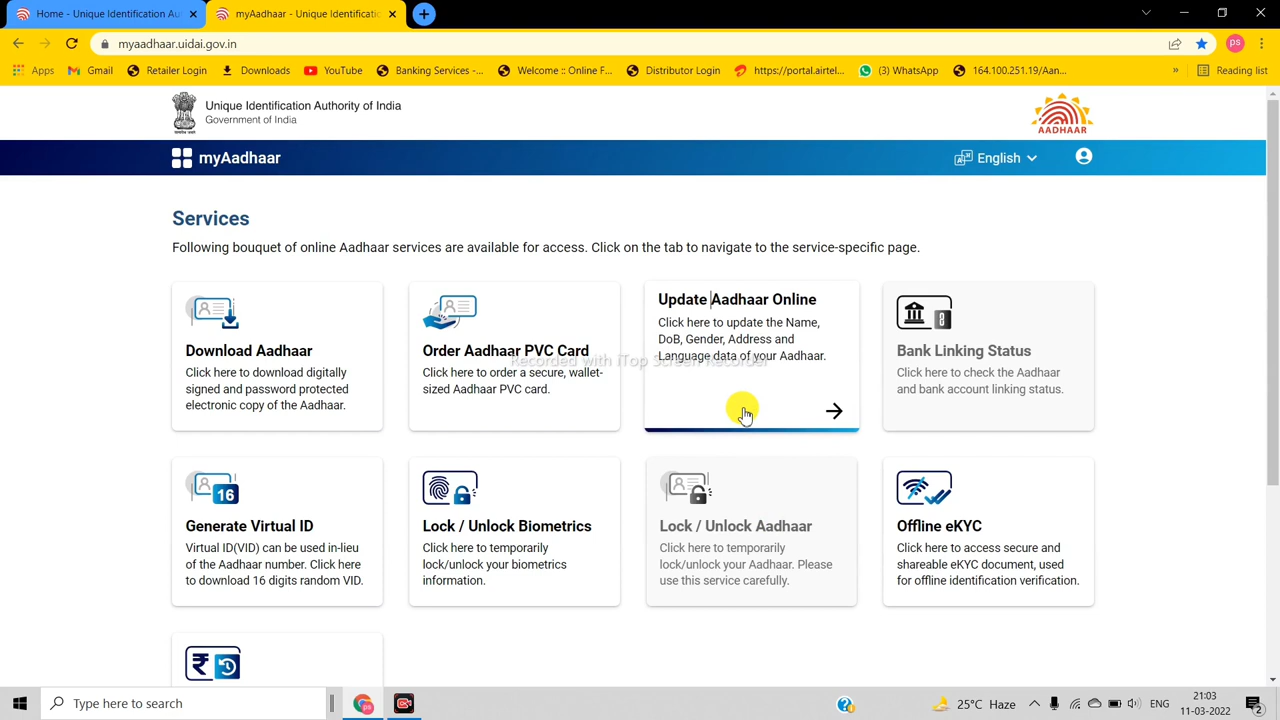 Home - Unique Identification Au
myAadhaar - Unique Identificatio
myaadhaar.uidai.gov.in
ps
Apps
Gmail
Retailer Login
Downloads
YouTube
Banking Services -...
Welcome :: Online F...
Distributor Login
https://portal.airtel...
(3) WhatsApp
164.100.251.19/Aan...
»
Reading list
Unique Identification Authority of India
Government of India
AADHAAR
myAadhaar
English
Services
Following bouquet of online Aadhaar services are available for access. Click on the tab to navigate to the service-specific page.
Download Aadhaar
Click here to download digitally
signed and password protected
electronic copy of the Aadhaar.
Order Aadhaar PVC Card
Click here to order a secure, wallet-
sized Aadhaar PVC card.
Update Aadhaar Online
Click here to update the Name,
DoB, Gender, Address and
Language data of your Aadhaar.
Bank Linking Status
Click here to check the Aadhaar
and bank account linking status.
Recorded with iTop Screen Recorder
16
Generate Virtual ID
Virtual ID(VID) can be used in-lieu
of the Aadhaar number. Click here
to download 16 digits random VID.
Lock / Unlock Biometrics
Click here to temporarily
lock/unlock your biometrics
information.
Lock / Unlock Aadhaar
Click here to temporarily
lock/unlock your Aadhaar. Please
use this service carefully.
Offline eKYC
Click here to access secure and
shareable eKYC document, used
for offline identification verification.
₹
Type here to search
ps
25°C Haze
ENG
21:03
11-03-2022
2